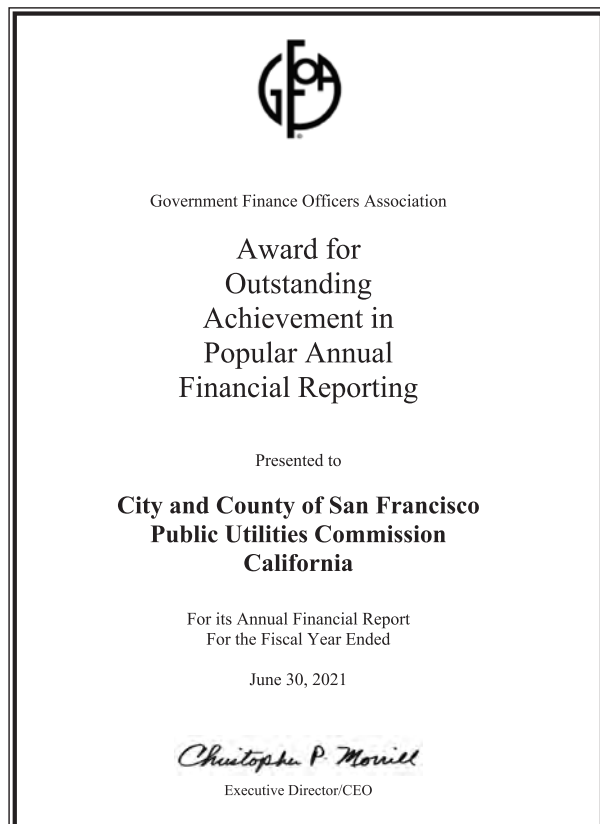 GFOA
Government Finance Officers Association
Award for
Outstanding
Achievement in
Popular Annual
Financial Reporting
Presented to
City and County of San Francisco
Public Utilities Commission
California
For its Annual Financial Report
For the Fiscal Year Ended
June 30, 2021
Christopher P. Morrill
Executive Director/CEO